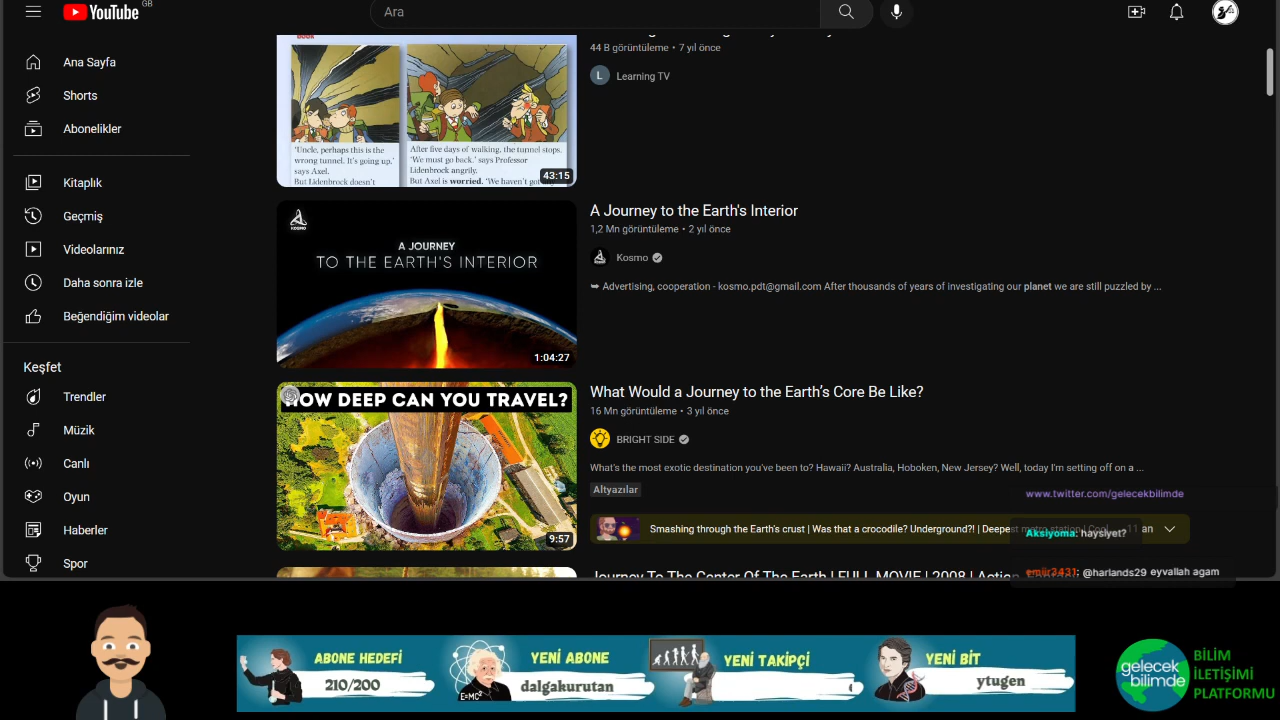 YouTube GB
Ara
Ana Sayfa
Shorts
Abonelikler
Kitaplık
Geçmiş
Videolarınız
Daha sonra izle
Beğendiğim videolar
Keşfet
Trendler
Müzik
Canlı
Oyun
Haberler
Spor
'Uncle, perhaps this is the
wrong tunnel. It's going up,'
says Axel.
But Lidenbrock doesn't
After five days of walking, the tunnel stops.
'We must go back,' says Professor
Lidenbrock angrily.
But Axel is worried. 'We haven't
43:15
44 B görüntüleme • 7 yıl önce
L Learning TV
KOSMO
A JOURNEY
TO THE EARTH'S INTERIOR
1:04:27
A Journey to the Earth's Interior
1,2 Mn görüntüleme • 2 yıl önce
Kosmo
➥ Advertising, cooperation - kosmo.pdt@gmail.com After thousands of years of investigating our planet we are still puzzled by ...
HOW DEEP CAN YOU TRAVEL?
9:57
What Would a Journey to the Earth’s Core Be Like?
16 Mn görüntüleme • 3 yıl önce
BRIGHT SIDE
What's the most exotic destination you've been to? Hawaii? Australia, Hoboken, New Jersey? Well, today I'm setting off on a ...
Altyazılar
Smashing through the Earth's crust | Was that a crocodile? Underground?! | Deepest metro station | Cool... 11 an
Journey To The Center Of The Earth | FULL MOVIE | 2008 | Action,
www.twitter.com/gelecekbilimde
Aksiyoma: haysiyet?
emiir3431: @harlands29 eyvallah agam
ABONE HEDEFİ
210/200
E=MC²
YENİ ABONE
dalgakurutan
YENİ TAKİPÇİ
YENİ BİT
ytugen
gelecek
bilimde
BİLİM
İLETİŞİMİ
PLATFORMU